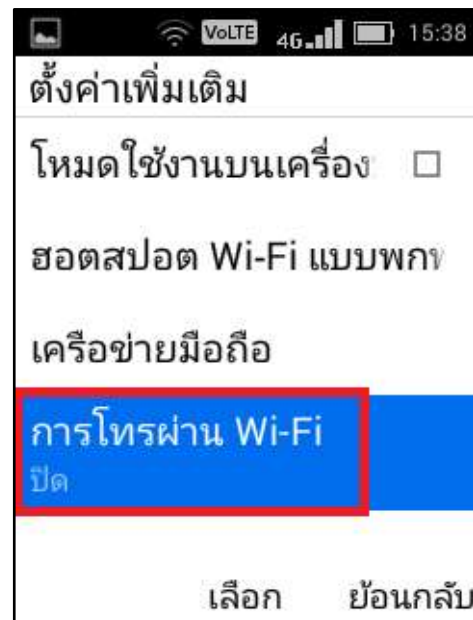 VoLTE 4G 15:38
ตั้งค่าเพิ่มเติม
โหมดใช้งานบนเครื่อง
ฮอตสปอต Wi-Fi แบบพก
เครือข่ายมือถือ
การโทรผ่าน Wi-Fi
ปิด
เลือก ย้อนกลับ